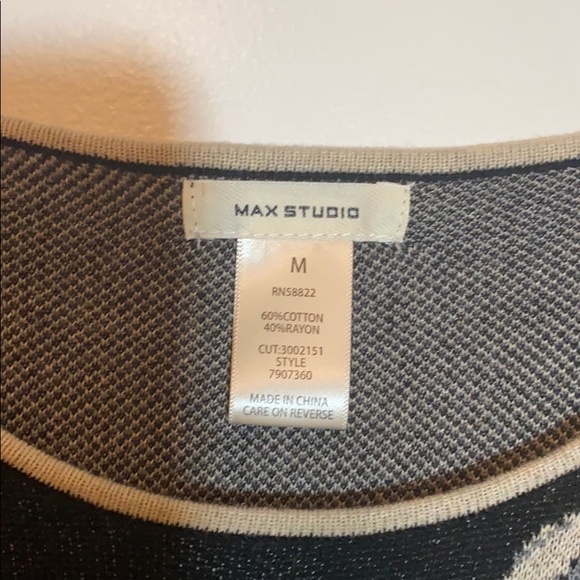 MAX STUDIO
M
RN58822
60%COTTON
40%RAYON
CUT:3002151
STYLE
7907360
MADE IN CHINA
CARE ON REVERSE